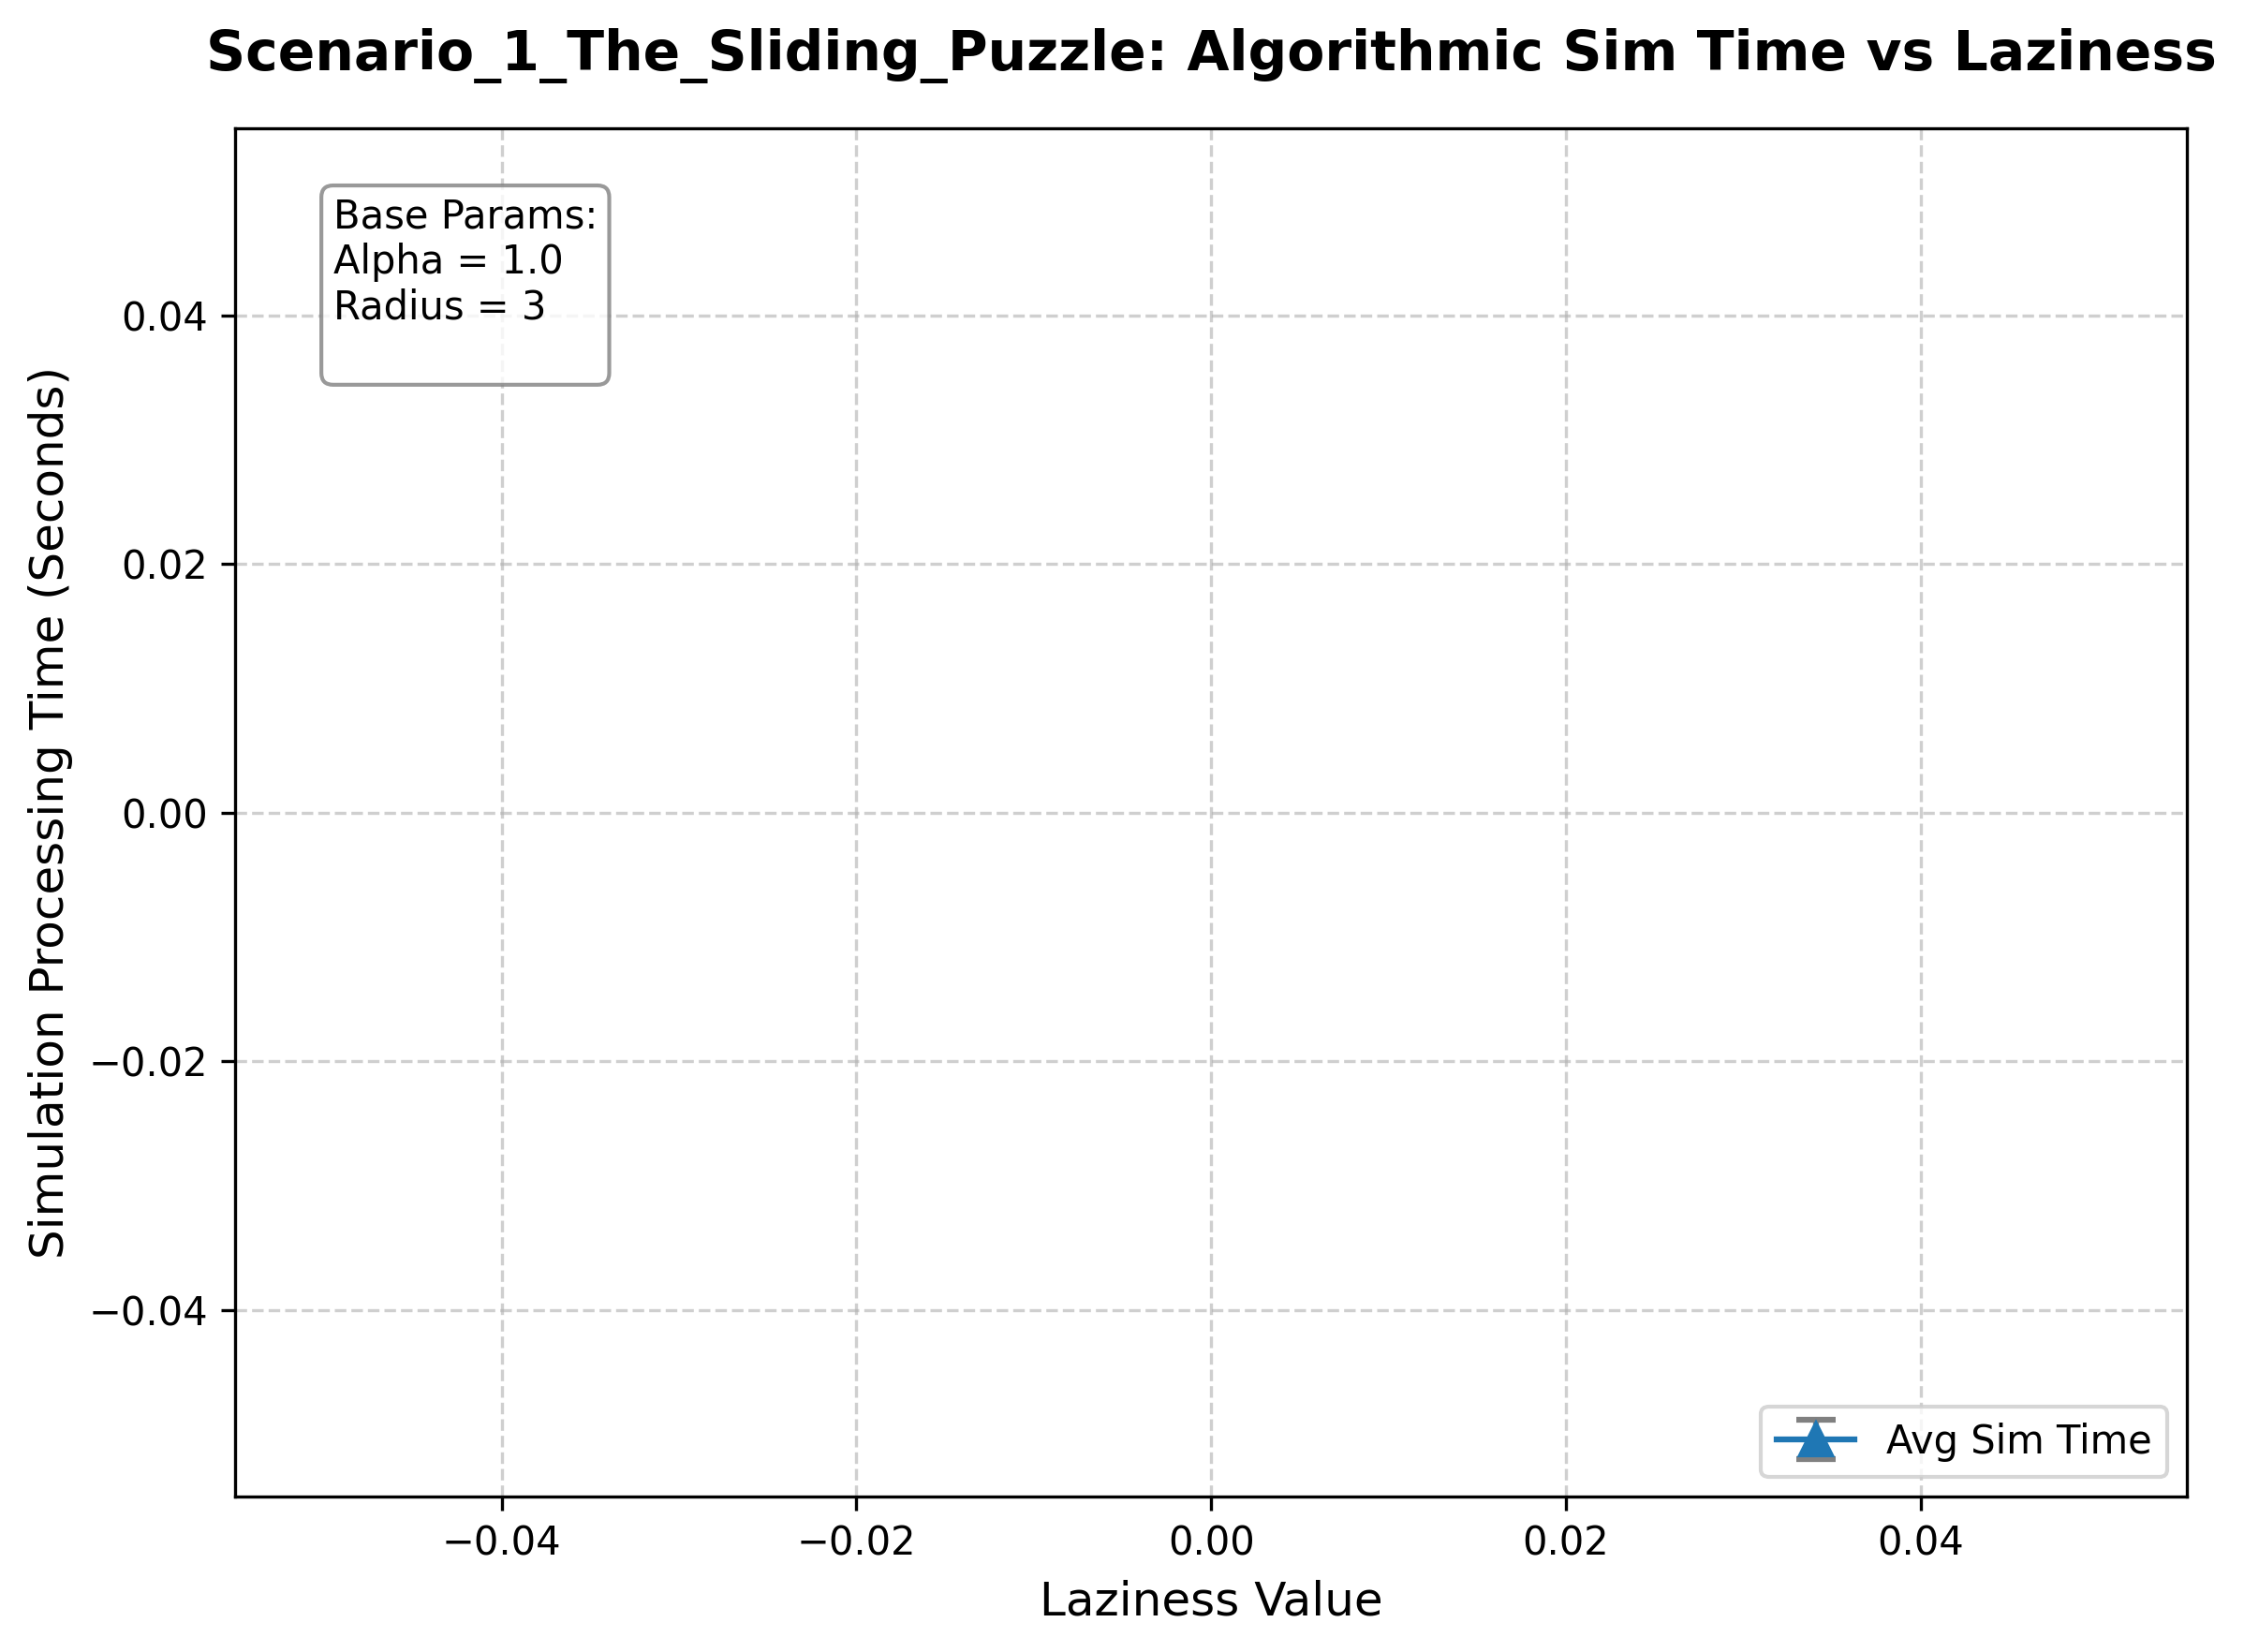 Scenario_1_The_Sliding_Puzzle: Algorithmic Sim Time vs Laziness
Base Params:
Alpha = 1.0
Radius = 3
Simulation Processing Time (Seconds)
0.04
0.02
0.00
−0.02
−0.04
Avg Sim Time
−0.04 −0.02 0.00 0.02 0.04
Laziness Value